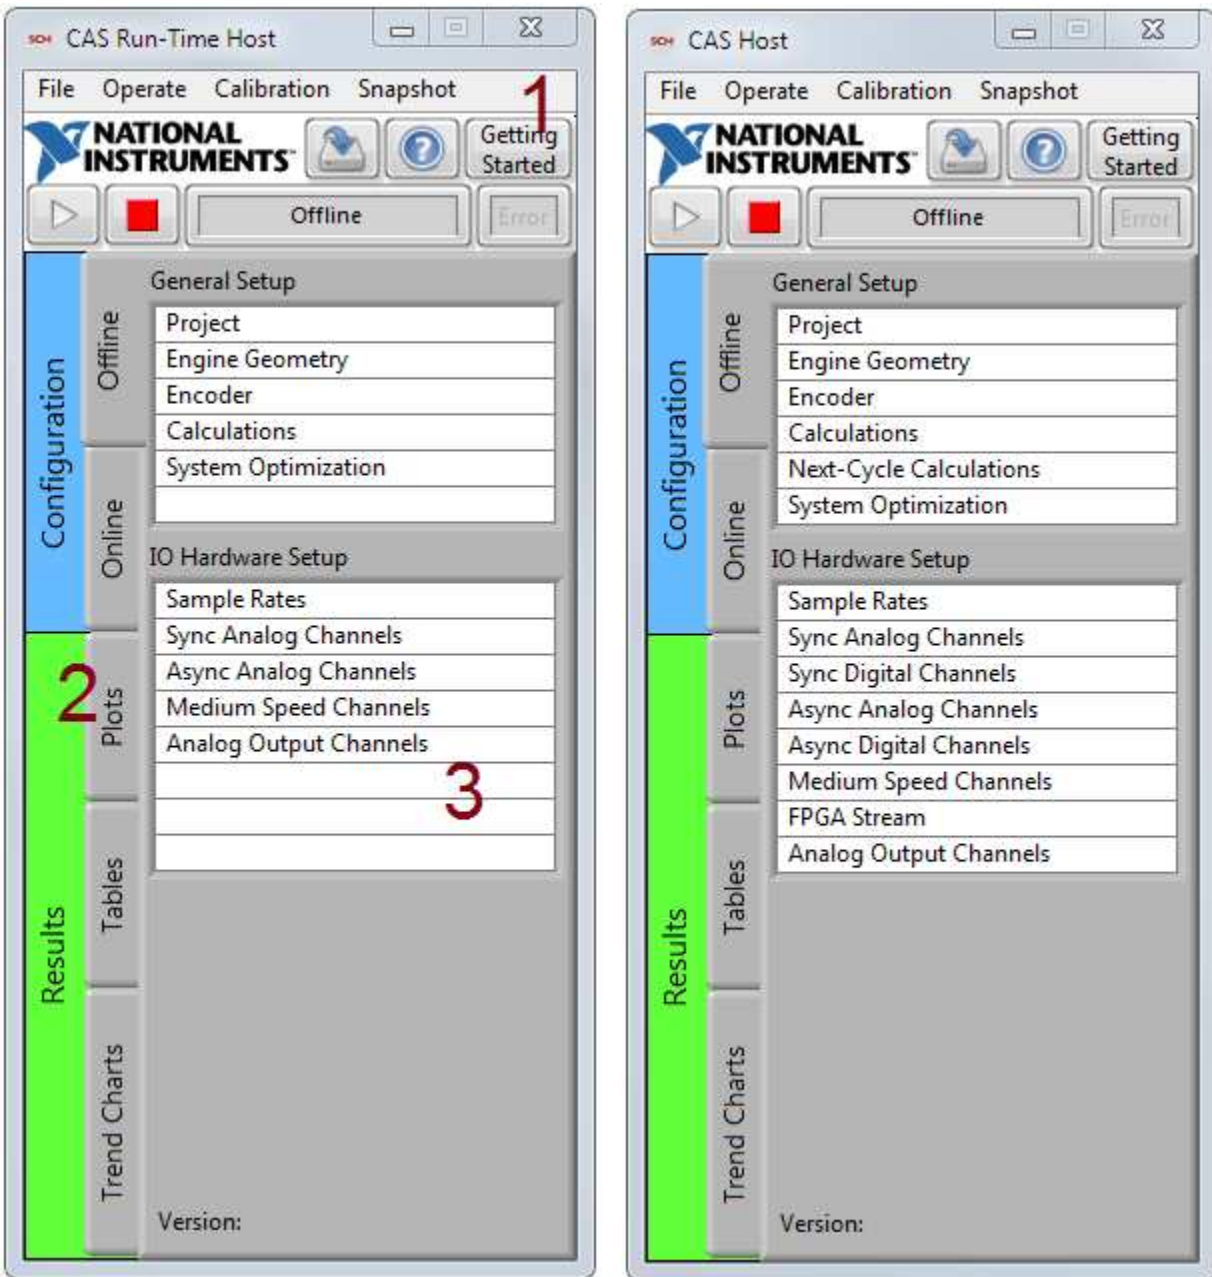 CAS Run-Time Host
File Operate Calibration Snapshot
1
NATIONAL
INSTRUMENTS
Getting
Started
Offline
Error
Configuration
Results
Offline
Online
Plots
Tables
Trend Charts
2
General Setup
Project
Engine Geometry
Encoder
Calculations
System Optimization
IO Hardware Setup
Sample Rates
Sync Analog Channels
Async Analog Channels
Medium Speed Channels
Analog Output Channels
3
Version:
CAS Host
File Operate Calibration Snapshot
NATIONAL
INSTRUMENTS
Getting
Started
Offline
Error
Configuration
Results
Offline
Online
Plots
Tables
Trend Charts
General Setup
Project
Engine Geometry
Encoder
Calculations
Next-Cycle Calculations
System Optimization
IO Hardware Setup
Sample Rates
Sync Analog Channels
Sync Digital Channels
Async Analog Channels
Async Digital Channels
Medium Speed Channels
FPGA Stream
Analog Output Channels
Version: